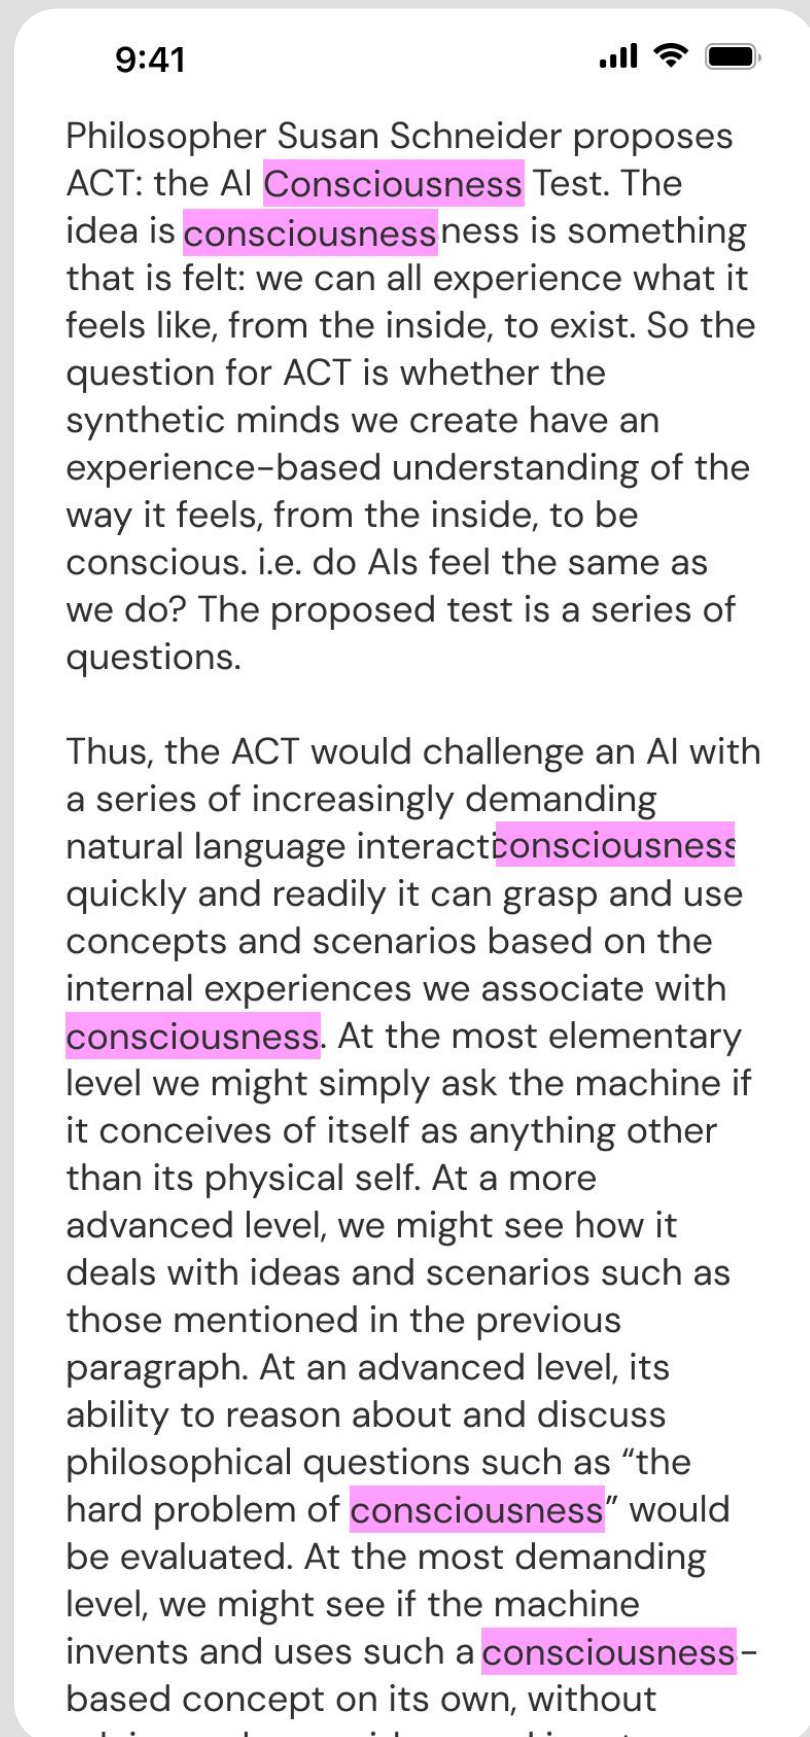 9:41
Philosopher Susan Schneider proposes
ACT: the AI Consciousness Test. The
idea is consciousnessness is something
that is felt: we can all experience what it
feels like, from the inside, to exist. So the
question for ACT is whether the
synthetic minds we create have an
experience-based understanding of the
way it feels, from the inside, to be
conscious. i.e. do AIs feel the same as
we do? The proposed test is a series of
questions.
Thus, the ACT would challenge an AI with
a series of increasingly demanding
natural language interacticonsciousness
quickly and readily it can grasp and use
concepts and scenarios based on the
internal experiences we associate with
consciousness. At the most elementary
level we might simply ask the machine if
it conceives of itself as anything other
than its physical self. At a more
advanced level, we might see how it
deals with ideas and scenarios such as
those mentioned in the previous
paragraph. At an advanced level, its
ability to reason about and discuss
philosophical questions such as “the
hard problem of consciousness” would
be evaluated. At the most demanding
level, we might see if the machine
invents and uses such a consciousness-
based concept on its own, without